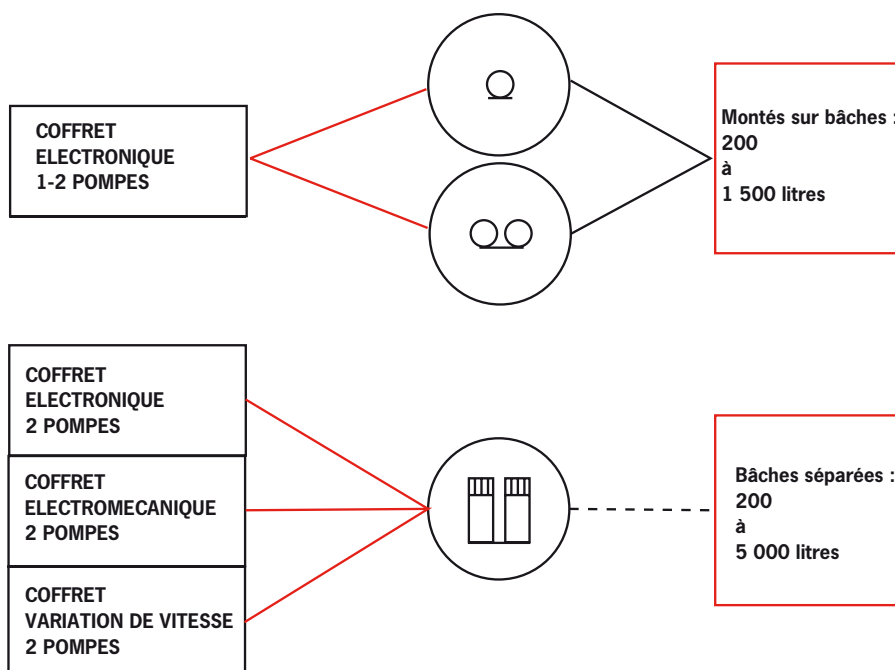 COFFRET
ELECTRONIQUE
1-2 POMPES
Montés sur bâches :
200
à
1 500 litres
COFFRET
ELECTRONIQUE
2 POMPES
COFFRET
ELECTROMECANIQUE
2 POMPES
COFFRET
VARIATION DE VITESSE
2 POMPES
Bâches séparées :
200
à
5 000 litres